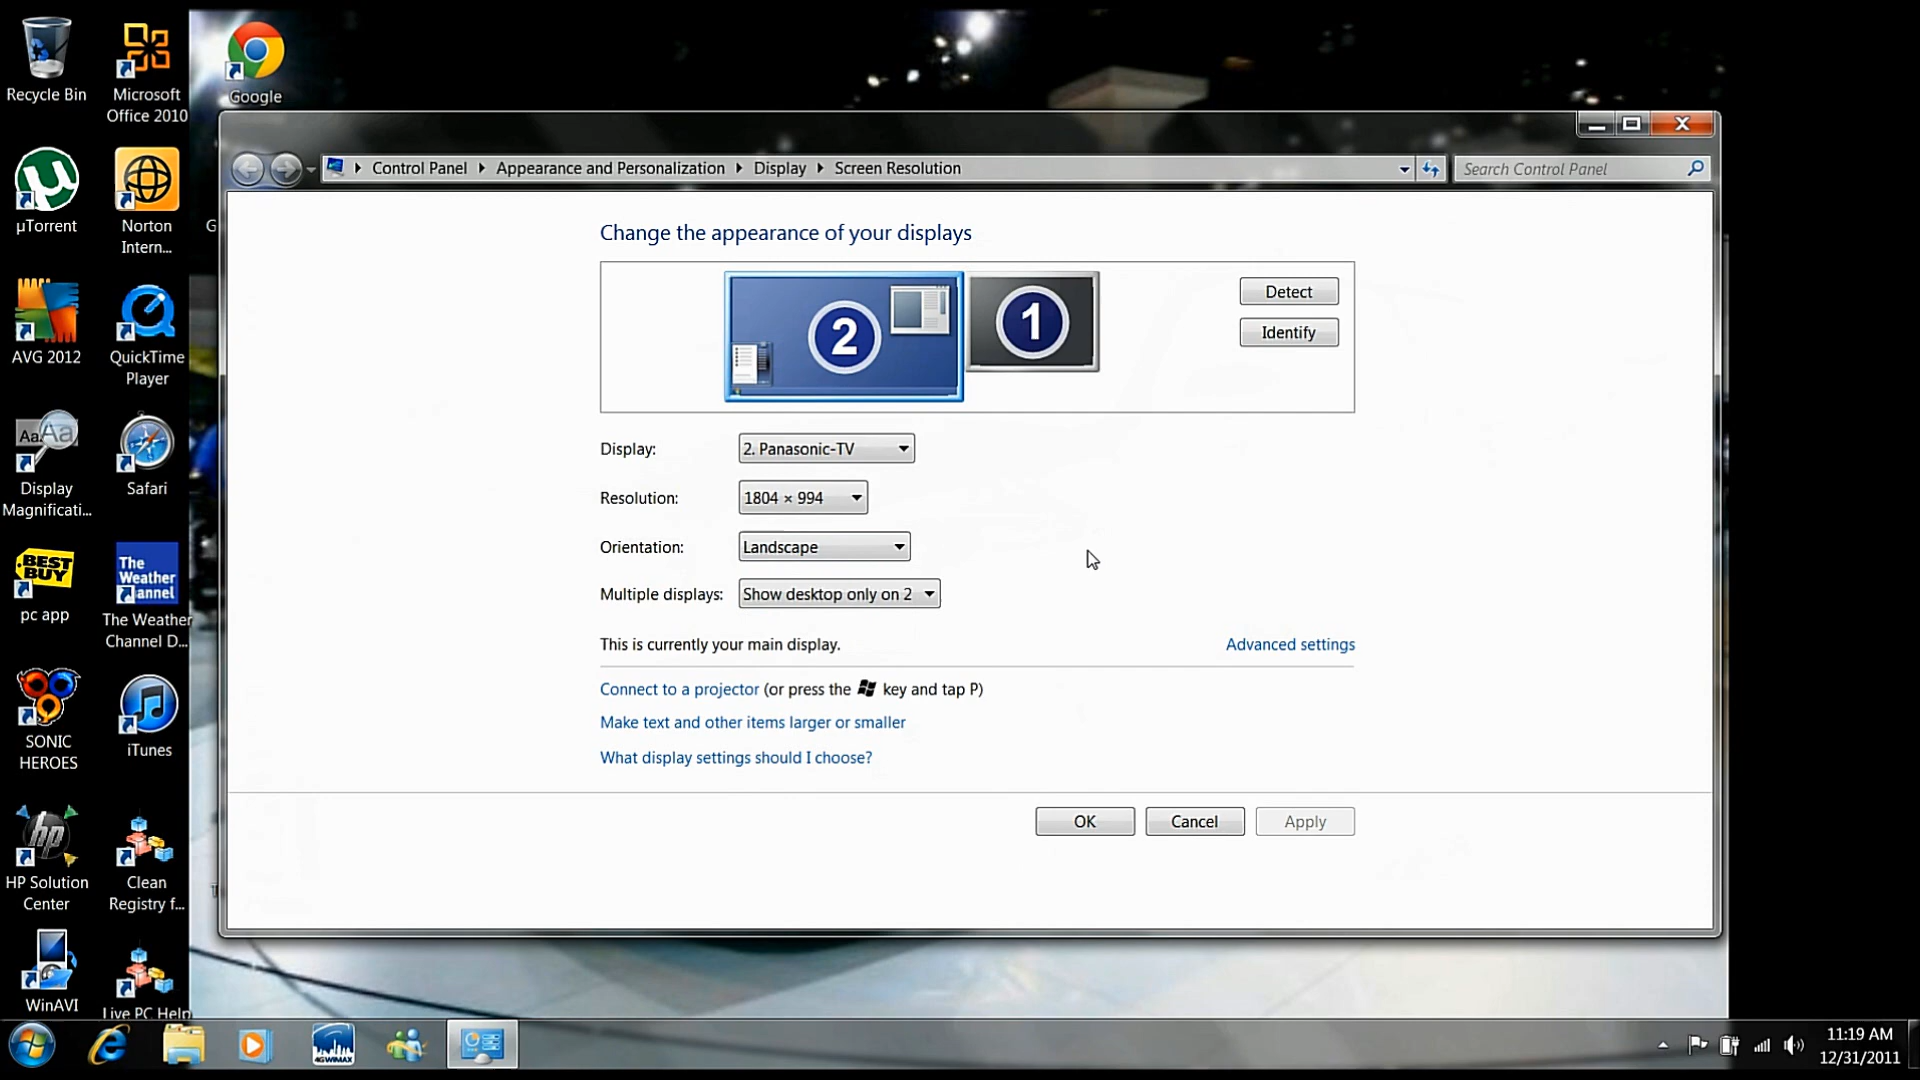 Recycle Bin
Microsoft
Office 2010
Google
µTorrent
Norton
Intern...
G
AVG 2012
QuickTime
Player
Aa
Aa
Display
Magnificati...
Safari
BEST
BUY
pc app
The
Weather
Channel
The Weather
Channel D...
SONIC
HEROES
iTunes
hp
HP Solution
Center
Clean
Registry f...
WinAVI
Live PC Help
Control Panel
Appearance and Personalization
Display
Screen Resolution
Search Control Panel
Change the appearance of your displays
2
1
Detect
Identify
Display:
2. Panasonic-TV
Resolution:
1804 × 994
Orientation:
Landscape
Multiple displays:
Show desktop only on 2
This is currently your main display.
Advanced settings
Connect to a projector (or press the key and tap P)
Make text and other items larger or smaller
What display settings should I choose?
OK
Cancel
Apply
4GWIMAX
11:19 AM
12/31/2011